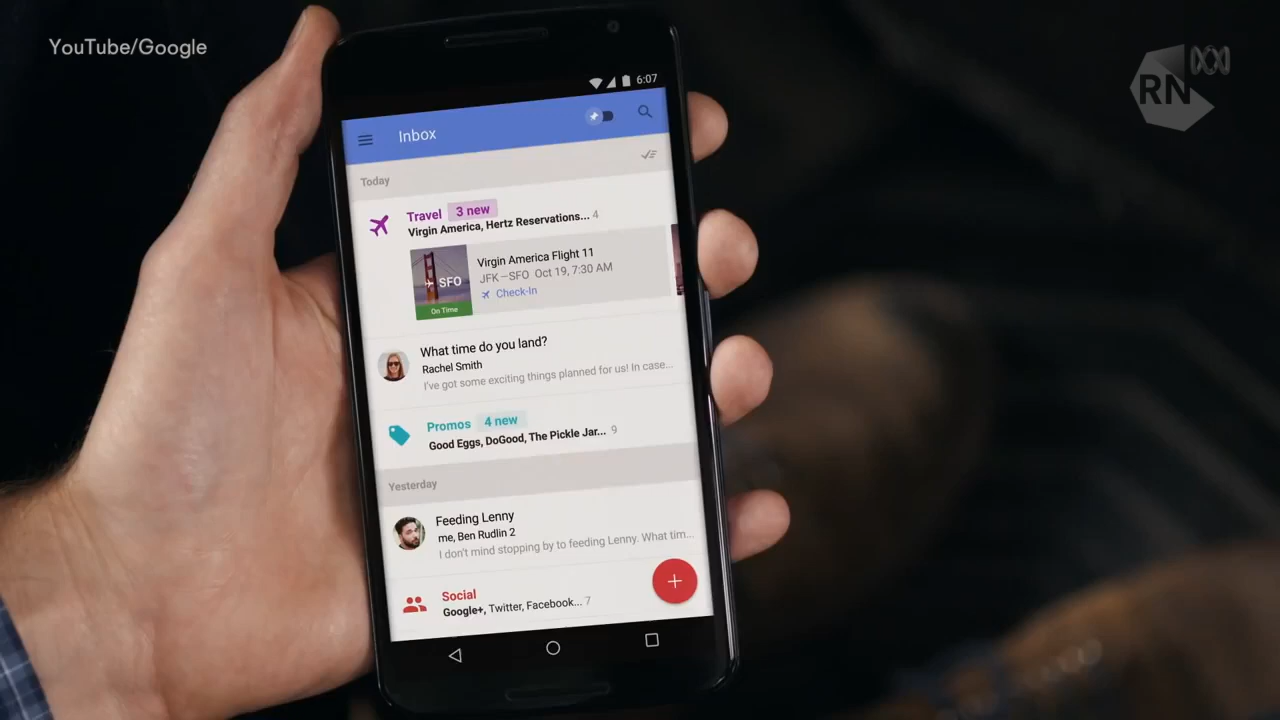 YouTube/Google
RN
6:07
Inbox
Today
Travel 3 new
Virgin America, Hertz Reservations... 4
SFO
On Time
Virgin America Flight 11
JFK–SFO Oct 19, 7:30 AM
Check-In
What time do you land?
Rachel Smith
I've got some exciting things planned for us! In case...
Promos 4 new
Good Eggs, DoGood, The Pickle Jar... 9
Yesterday
Feeding Lenny
me, Ben Rudlin 2
I don't mind stopping by to feeding Lenny. What tim...
Social
Google+, Twitter, Facebook... 7